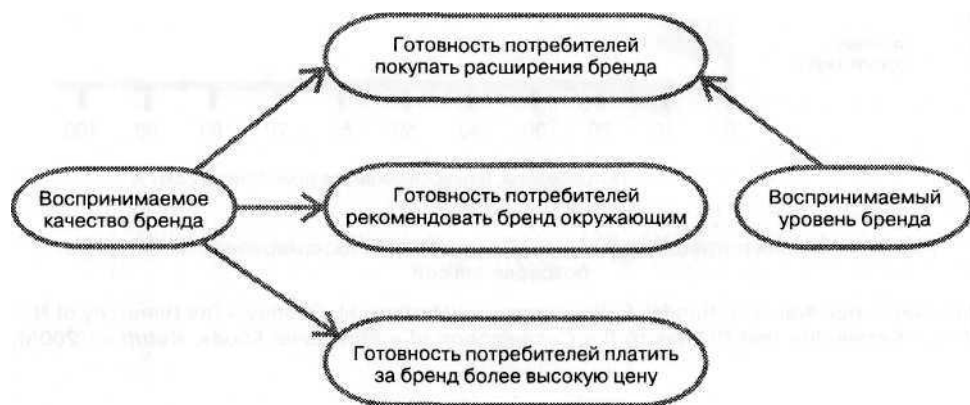 Готовность потребителей
покупать расширения бренда
Воспринимаемое
качество бренда
Готовность потребителей
рекомендовать бренд окружающим
Воспринимаемый
уровень бренда
Готовность потребителей платить
за бренд более высокую цену